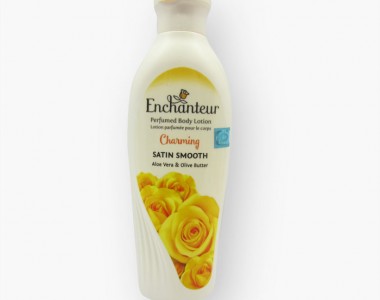 Enchanteur
Perfumed Body Lotion
Lotion parfumée pour le corps
Charming
SATIN SMOOTH
Aloe Vera & Olive Butter